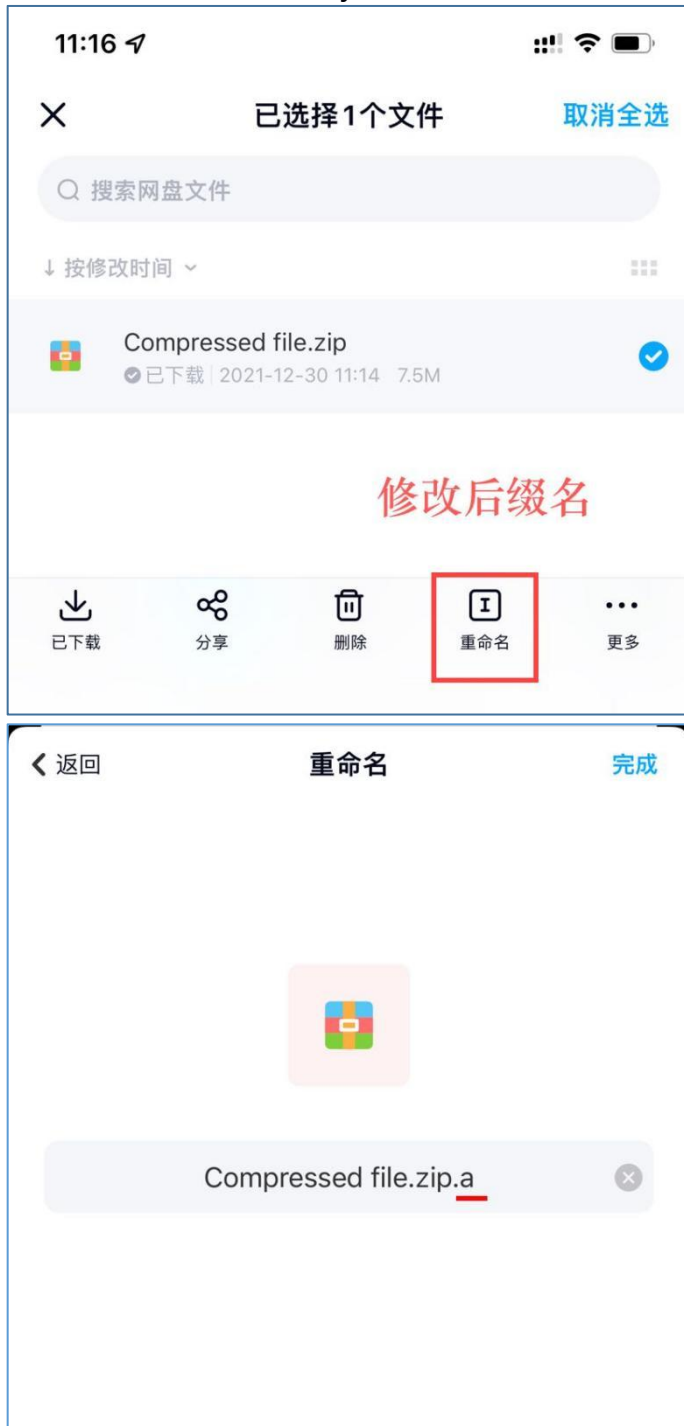 11:16
已选择1个文件
取消全选
搜索网盘文件
↓ 按修改时间
Compressed file.zip
已下载 | 2021-12-30 11:14 7.5M
修改后缀名
已下载
分享
删除
重命名
更多
返回
重命名
完成
Compressed file.zip.a